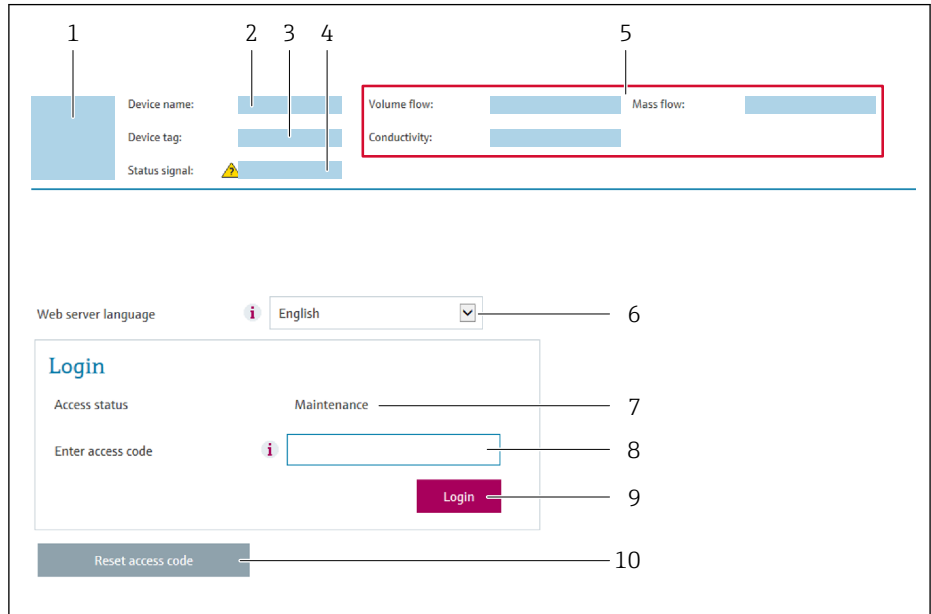 1 2 3 4 5
Device name: Volume flow: Mass flow:
Device tag: Conductivity:
Status signal: ?
Web server language i English 6
Login
Access status Maintenance 7
Enter access code i 8
Login 9
Reset access code 10